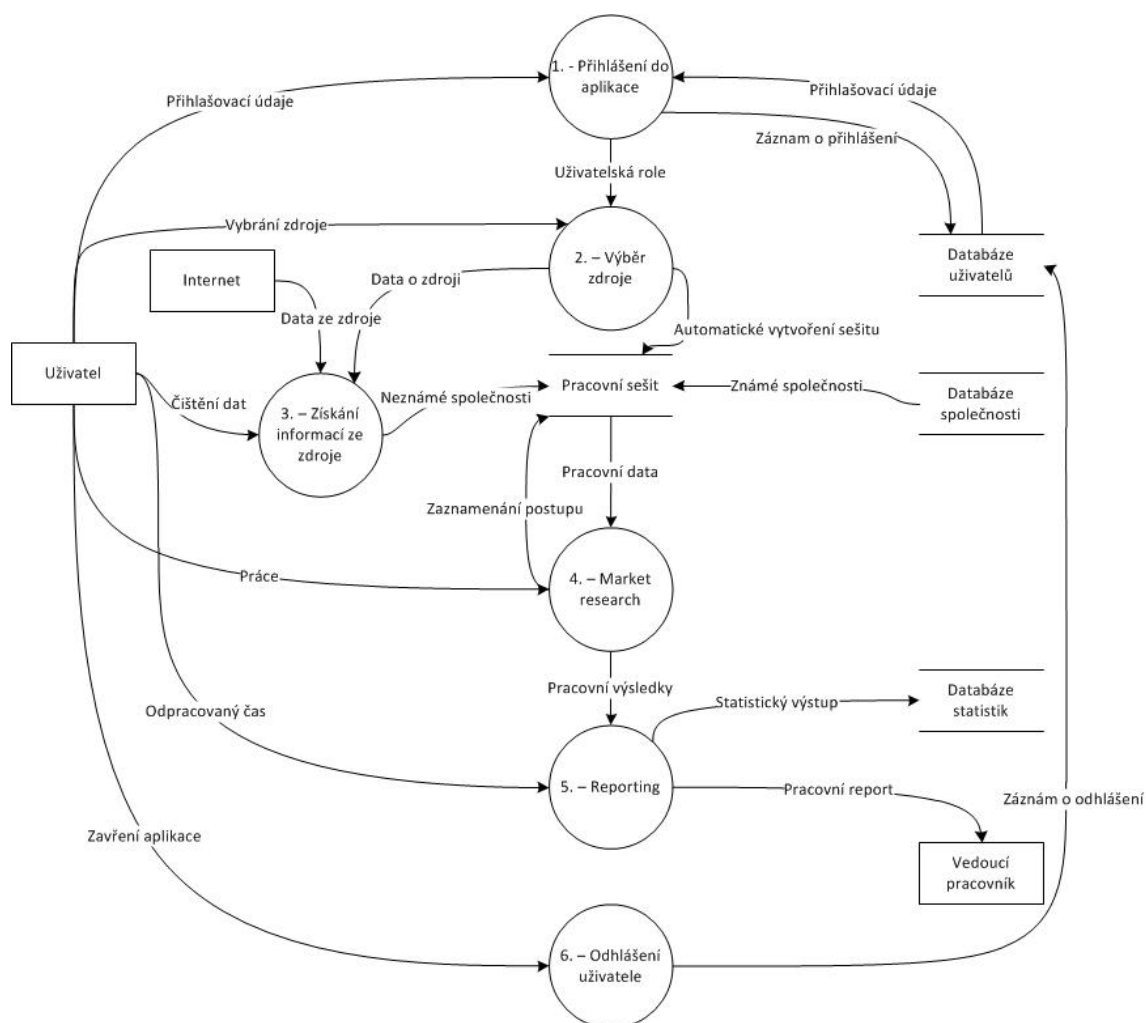 1. - Přihlášení do
aplikace
Přihlašovací údaje
Přihlašovací údaje
Záznam o přihlášení
Uživatelská role
Vybrání zdroje
2. – Výběr
zdroje
Databáze
uživatelů
Internet
Data o zdroji
Data ze zdroje
Automatické vytvoření sešitu
Uživatel
Pracovní sešit
Známé společnosti
Databáze
společnosti
Čištění dat
Neznámé společnosti
3. – Získání
informací ze
zdroje
Pracovní data
Zaznamenání postupu
Práce
4. – Market
research
Pracovní výsledky
Odpracovaný čas
Statistický výstup
Databáze
statistik
5. – Reporting
Pracovní report
Záznám o odhlášení
Zavření aplikace
Vedoucí
pracovník
6. – Odhlášení
uživatele